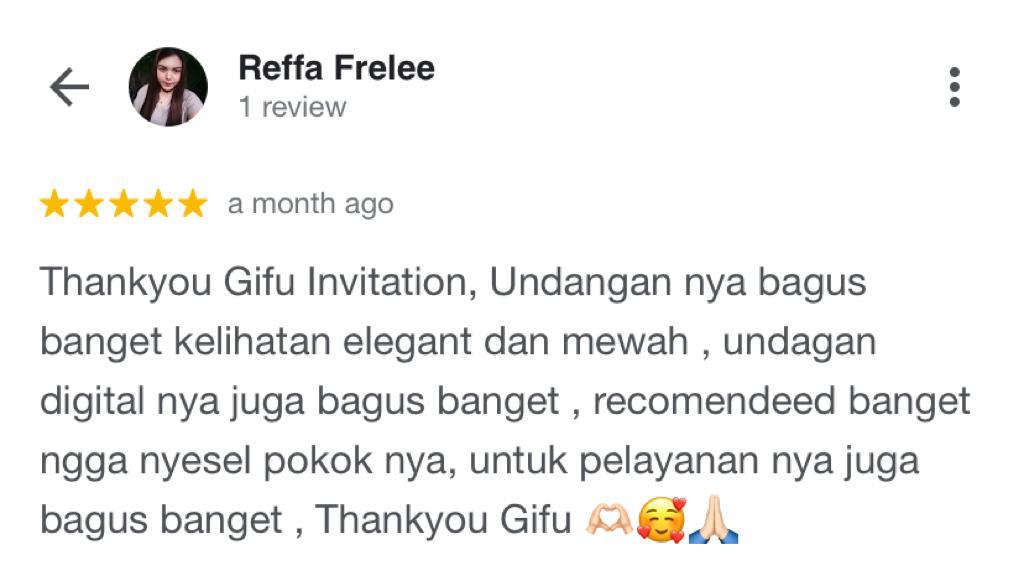 Reffa Frelee
1 review
a month ago
Thankyou Gifu Invitation, Undangan nya bagus
banget kelihatan elegant dan mewah , undagan
digital nya juga bagus banget , recomendeed banget
ngga nyesel pokok nya, untuk pelayanan nya juga
bagus banget , Thankyou Gifu 🫶🏻🥰🙏🏻